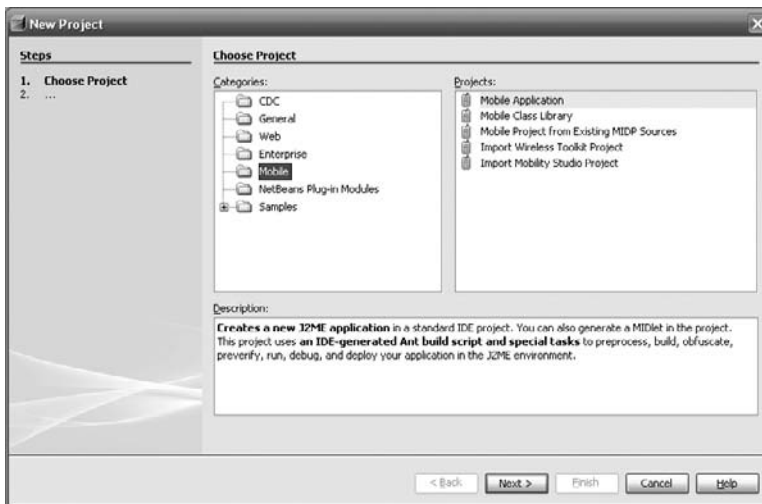 New Project
Steps
1. Choose Project
2. ...
Choose Project
Categories:
CDC
General
Web
Enterprise
Mobile
NetBeans Plug-in Modules
Samples
Projects:
Mobile Application
Mobile Class Library
Mobile Project from Existing MIDP Sources
Import Wireless Toolkit Project
Import Mobility Studio Project
Description:
Creates a new J2ME application in a standard IDE project. You can also generate a MIDlet in the project.
This project uses an IDE-generated Ant build script and special tasks to preprocess, build, obfuscate,
preverify, run, debug, and deploy your application in the J2ME environment.
< Back
Next >
Finish
Cancel
Help